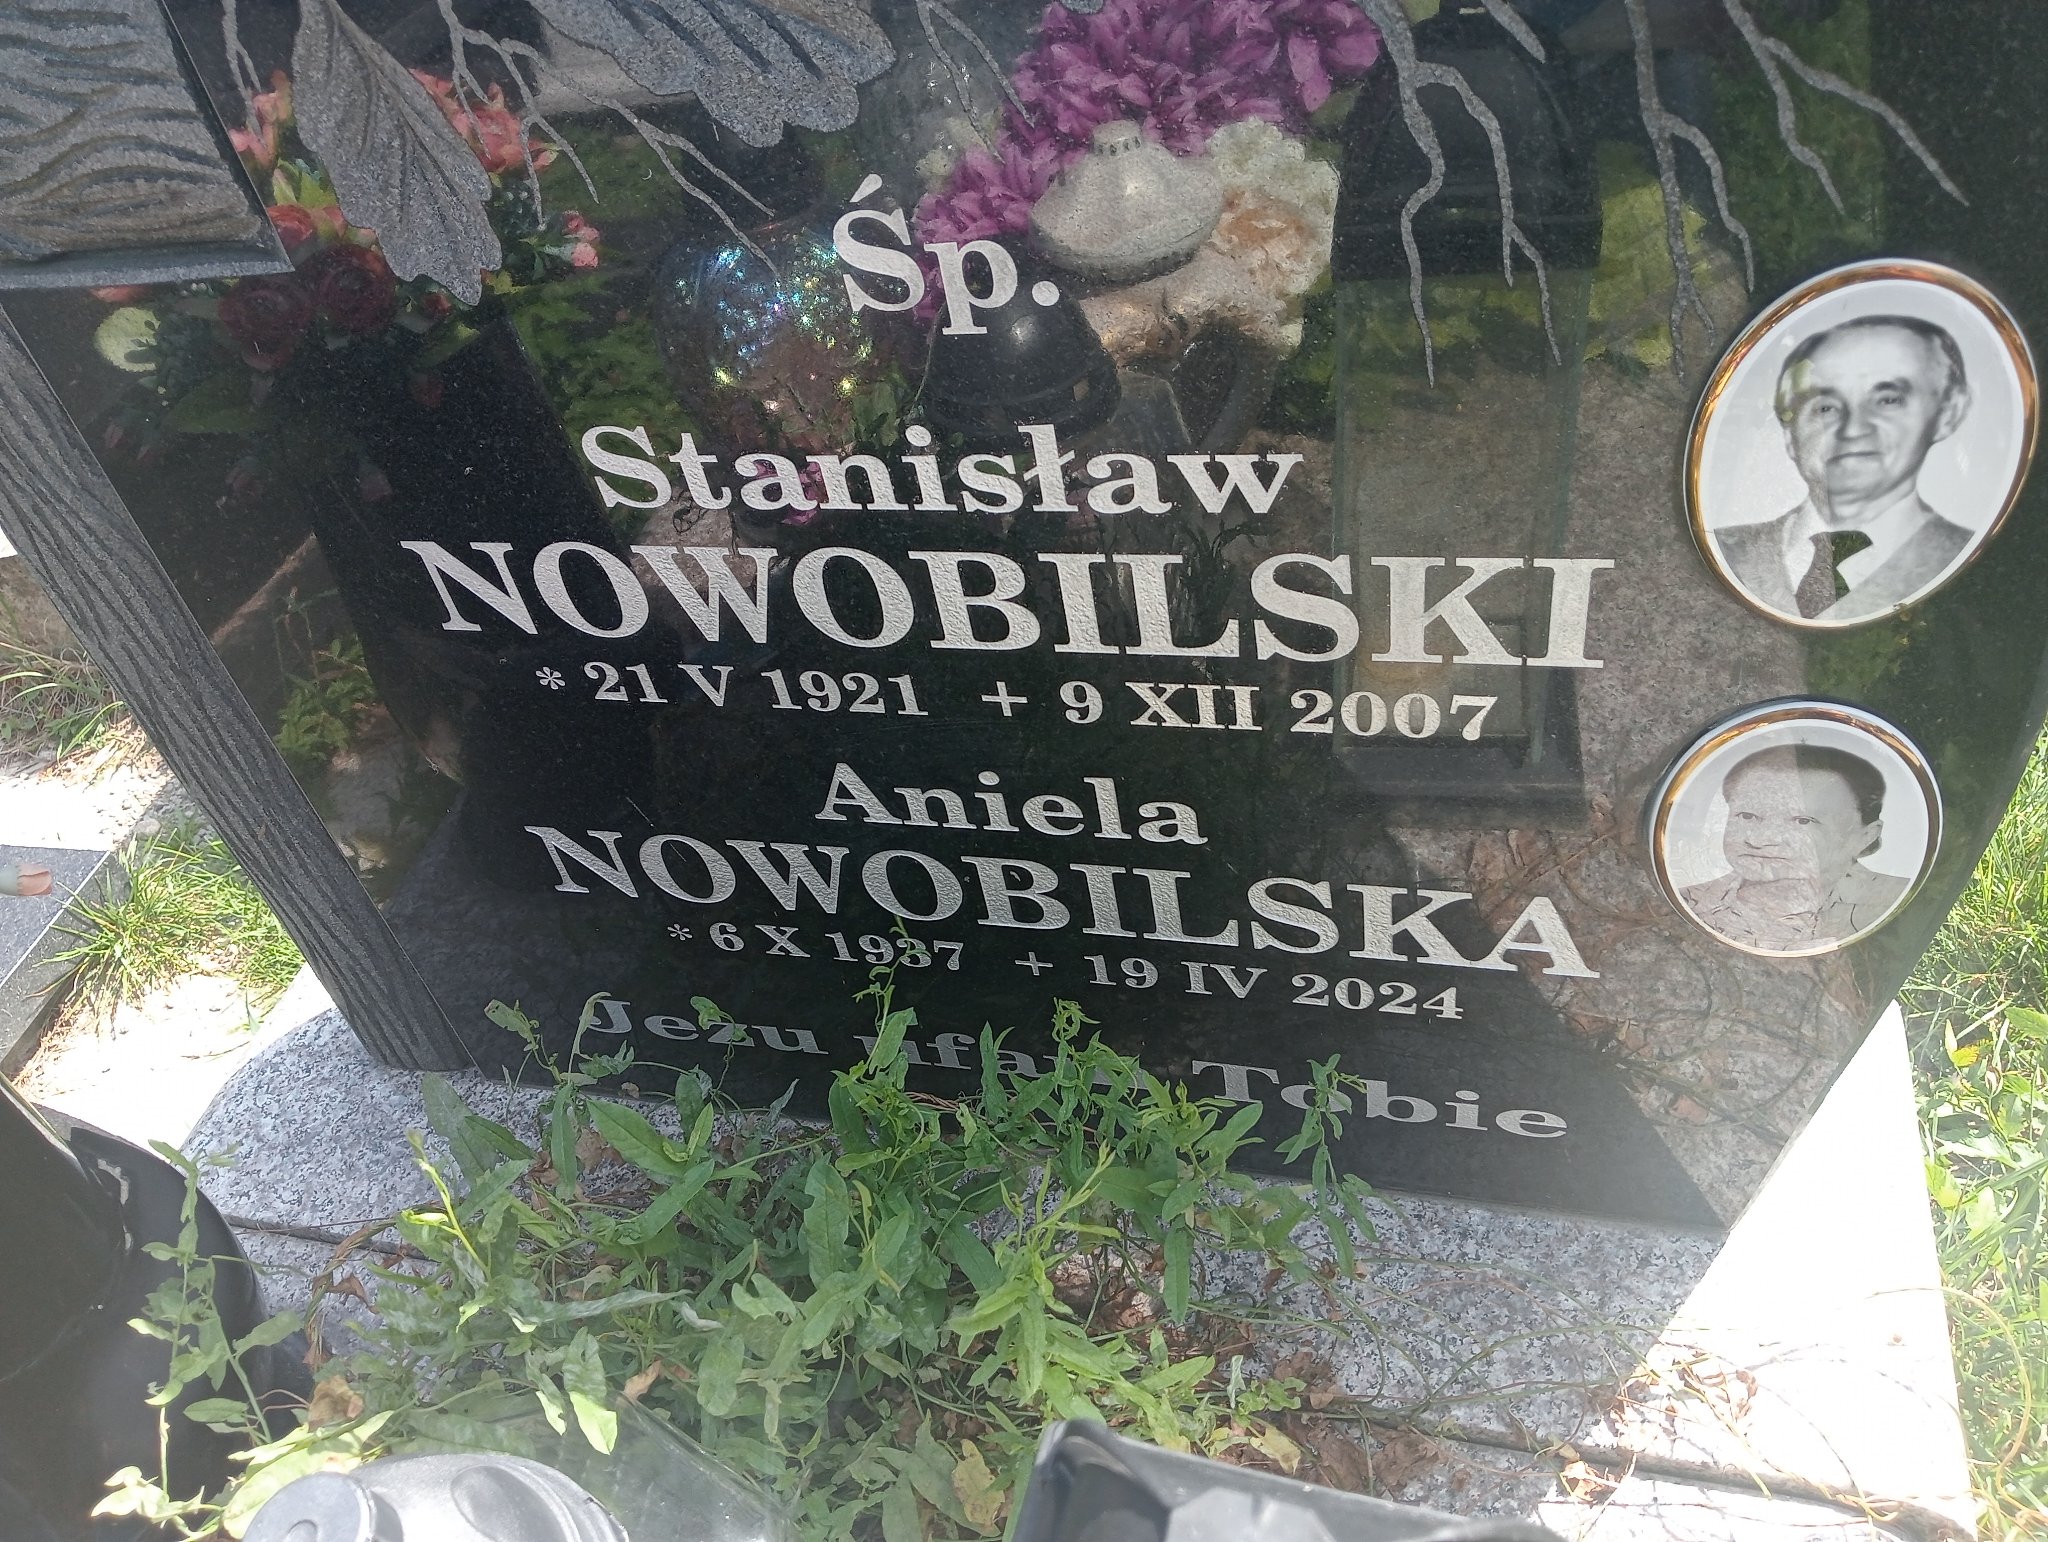 Śp.
Stanisław
NOWOBILSKI
* 21 V 1921 + 9 XII 2007
Aniela
NOWOBILSKA
* 6 X 1937 + 19 IV 2024
Jezu ufam Tobie